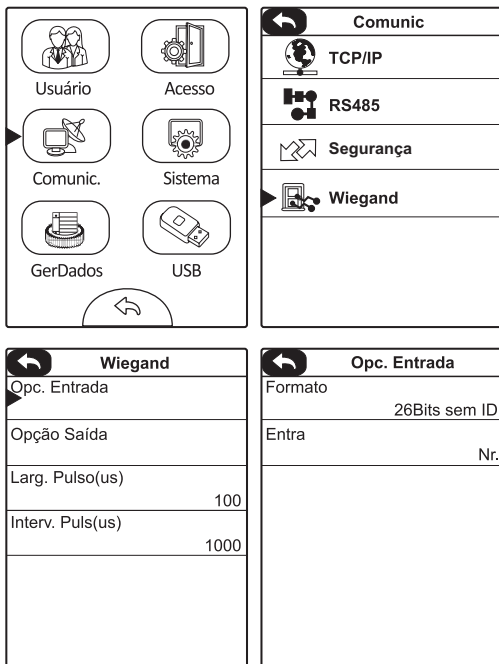 Usuário
Acesso
Comunic.
Sistema
GerDados
USB
Comunic
TCP/IP
RS485
Segurança
Wiegand
Wiegand
Opc. Entrada
Opção Saída
Larg. Pulso(us)
100
Interv. Puls(us)
1000
Opc. Entrada
Formato
26Bits sem ID
Entra
Nr.